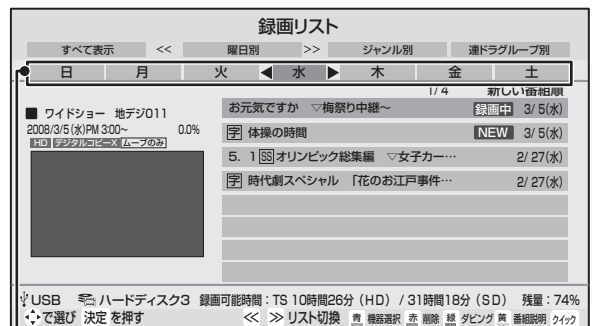 録画リスト
すべて表示 << 曜日別 >> ジャンル別 連ドラグループ別
日 月 火 ◀ 水 ▶ 木 金 土
1/4 新しい番組順
■ ワイドショー 地デジ011
2008/3/5(水)PM 3:00～ 0.0%
HD デジタルコピーX ムーブのみ
お元気ですか ▽梅祭り中継～ 録画中 3/ 5(水)
字 体操の時間 NEW 3/ 5(水)
5. 1 SS オリンピック総集編 ▽女子カー… 2/ 27(水)
字 時代劇スペシャル 「花のお江戸事件… 2/ 27(水)
USB ハードディスク3 録画可能時間：TS 10時間26分（HD）/ 31時間18分（SD） 残量：74%
で選び 決定 を押す << >> リスト切換 青 機器選択 赤 削除 緑 ダビング 黄 番組説明 クイック